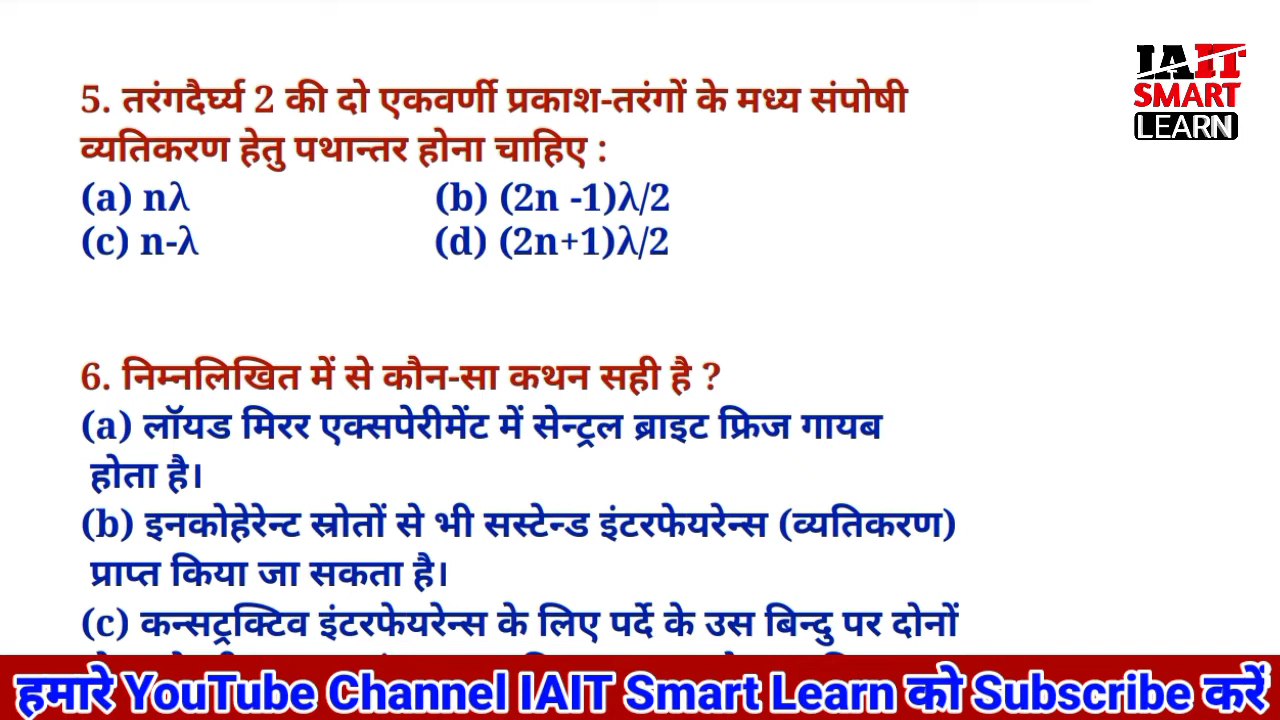 IAIT
SMART
LEARN
5. तरंगदैर्घ्य 2 की दो एकवर्णी प्रकाश-तरंगों के मध्य संपोषी
व्यतिकरण हेतु पथान्तर होना चाहिए :
(a) nλ (b) (2n -1)λ/2
(c) n-λ (d) (2n+1)λ/2
6. निम्नलिखित में से कौन-सा कथन सही है ?
(a) लॉयड मिरर एक्सपेरीमेंट में सेन्ट्रल ब्राइट फ्रिज गायब
होता है।
(b) इनकोहेरेन्ट स्रोतों से भी सस्टेन्ड इंटरफेयरेन्स (व्यतिकरण)
प्राप्त किया जा सकता है।
(c) कन्सट्रक्टिव इंटरफेयरेन्स के लिए पर्दे के उस बिन्दु पर दोनों
हमारे YouTube Channel IAIT Smart Learn को Subscribe करें